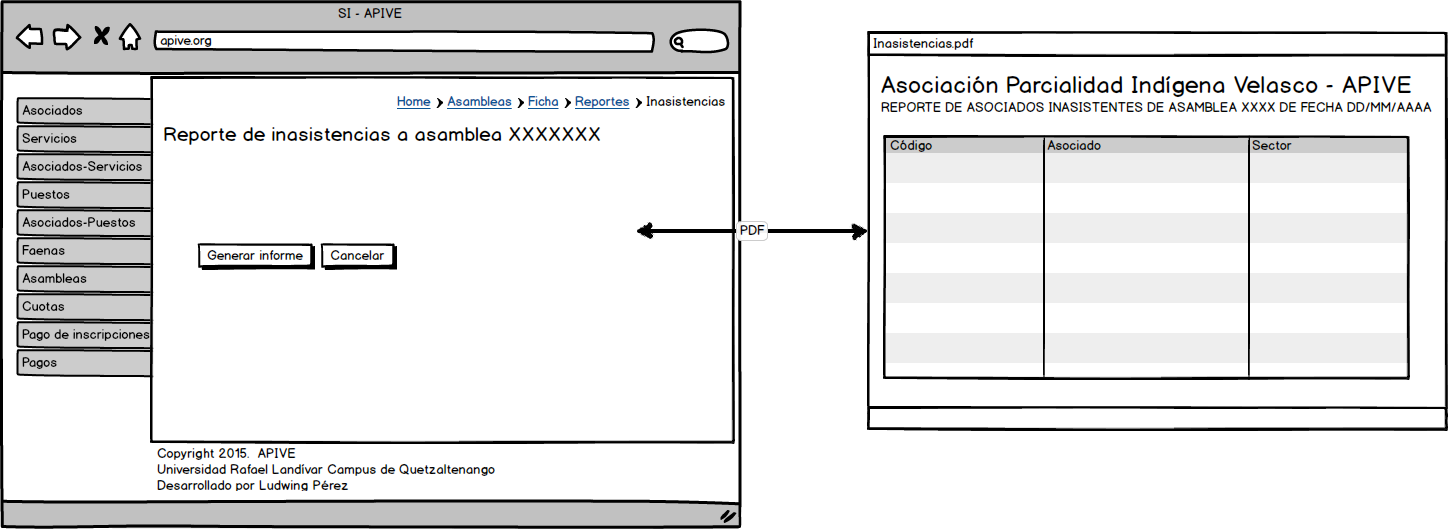 SI - APIVE
apive.org
Asociados
Servicios
Asociados-Servicios
Puestos
Asociados-Puestos
Faenas
Asambleas
Cuotas
Pago de inscripciones
Pagos
Home Asambleas Ficha Reportes Inasistencias
Reporte de inasistencias a asamblea XXXXXXX
Generar informe Cancelar
Copyright 2015. APIVE
Universidad Rafael Landívar Campus de Quetzaltenango
Desarrollado por Ludwing Pérez
PDF
Inasistencias.pdf
Asociación Parcialidad Indígena Velasco - APIVE
REPORTE DE ASOCIADOS INASISTENTES DE ASAMBLEA XXXX DE FECHA DD/MM/AAAA
Código Asociado Sector